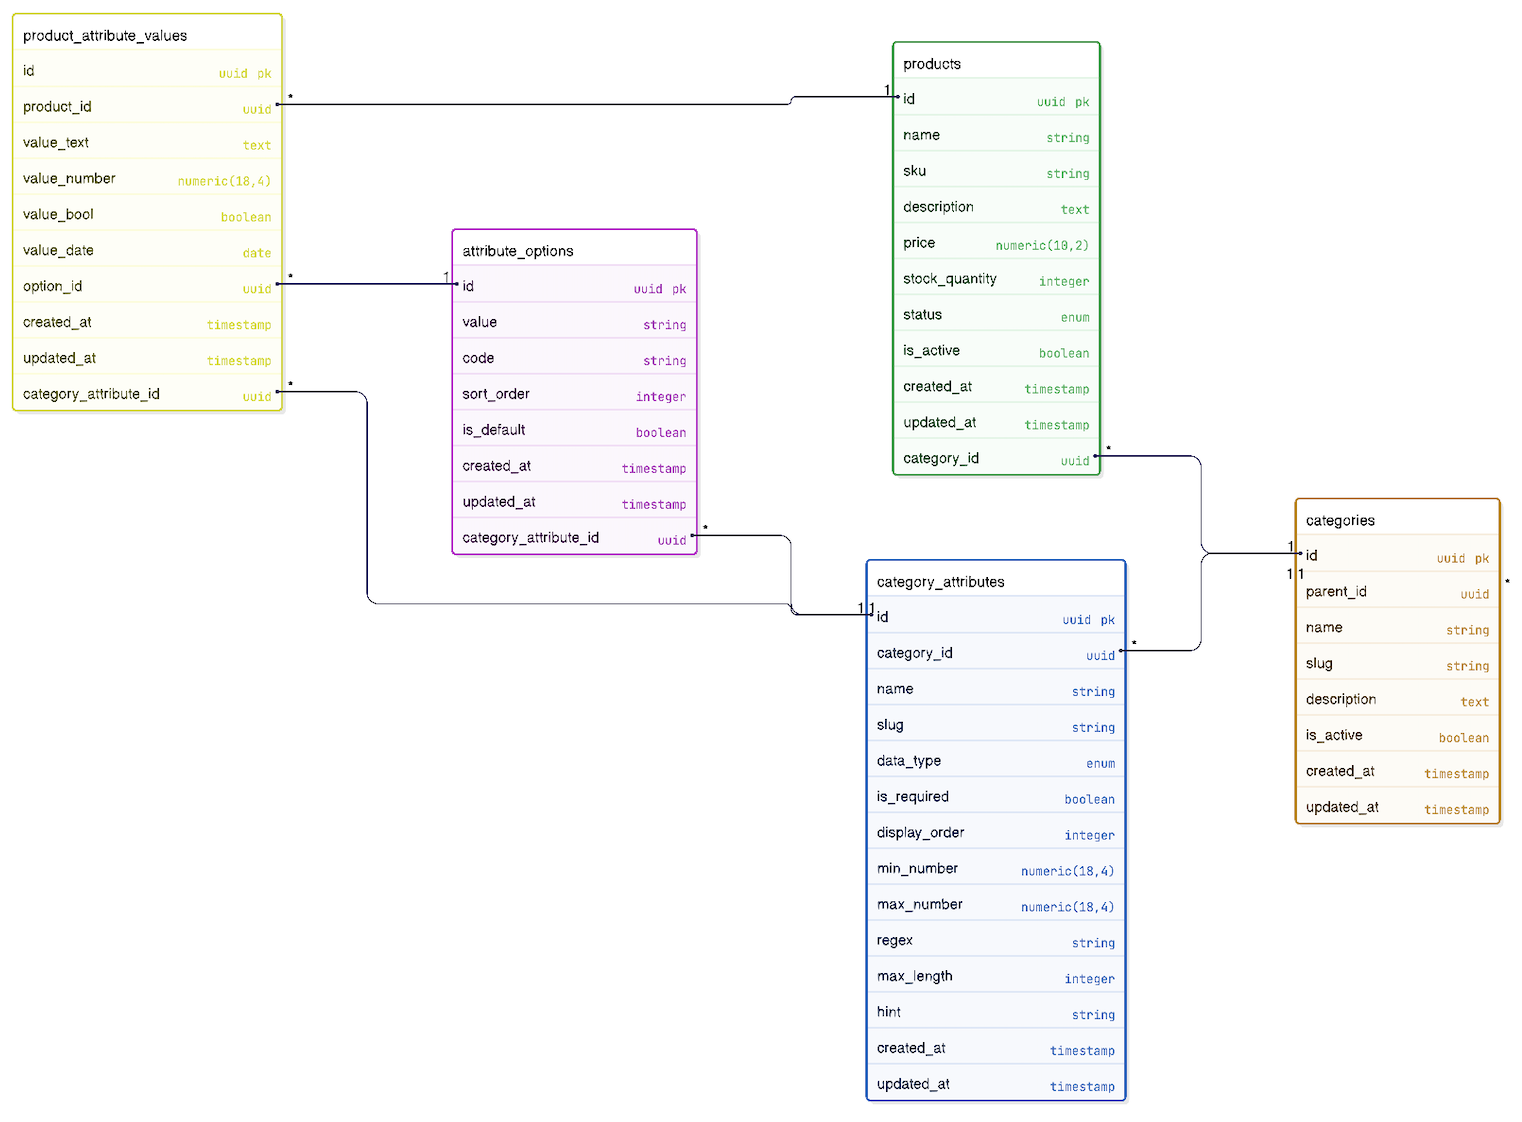 product_attribute_values
id uuid pk
product_id uuid *
value_text text
value_number numeric(18,4)
value_bool boolean
value_date date
option_id uuid *
created_at timestamp
updated_at timestamp
category_attribute_id uuid *
attribute_options
1 id uuid pk
value string
code string
sort_order integer
is_default boolean
created_at timestamp
updated_at timestamp
category_attribute_id uuid *
products
1 id uuid pk
name string
sku string
description text
price numeric(10,2)
stock_quantity integer
status enum
is_active boolean
created_at timestamp
updated_at timestamp
category_id uuid *
category_attributes
1 1 id uuid pk
category_id uuid *
name string
slug string
data_type enum
is_required boolean
display_order integer
min_number numeric(18,4)
max_number numeric(18,4)
regex string
max_length integer
hint string
created_at timestamp
updated_at timestamp
categories
1 id uuid pk
1 1
parent_id uuid *
name string
slug string
description text
is_active boolean
created_at timestamp
updated_at timestamp